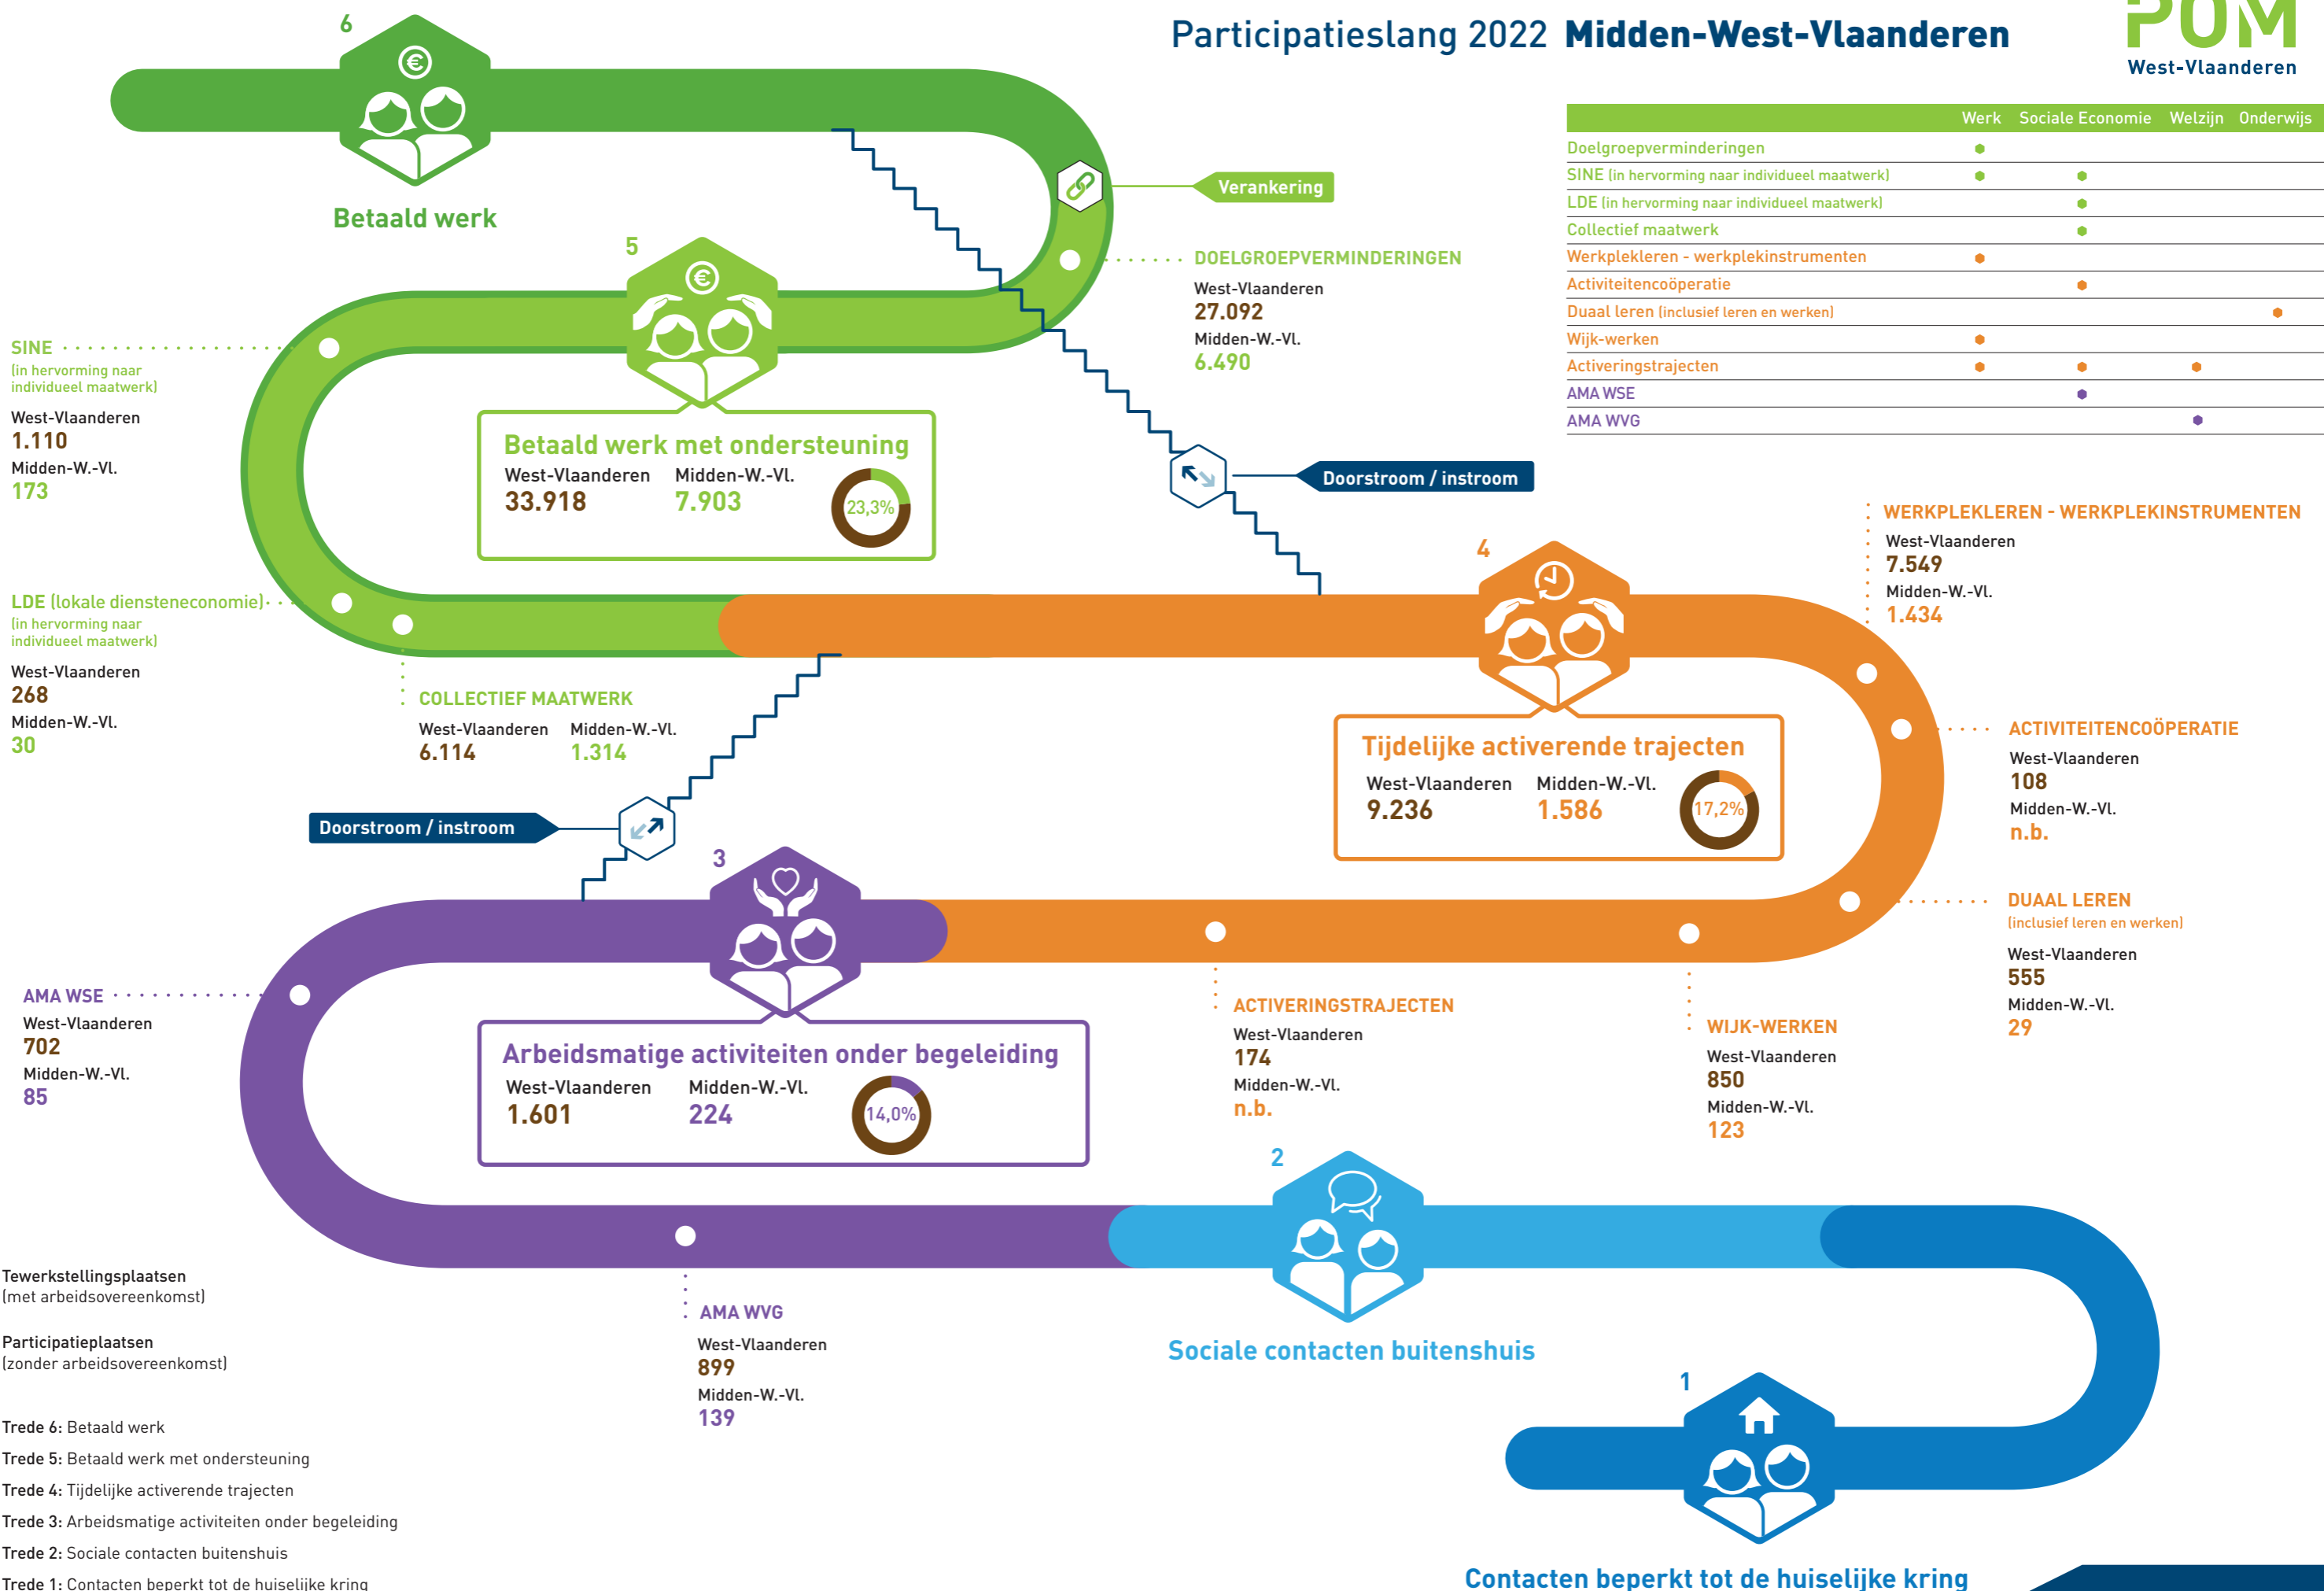 Participatieslang 2022 Midden-West-Vlaanderen
POM
West-Vlaanderen
Werk Sociale Economie Welzijn Onderwijs
Doelgroepverminderingen
SINE (in hervorming naar individueel maatwerk)
LDE (in hervorming naar individueel maatwerk)
Collectief maatwerk
Werkplekleren - werkplekinstrumenten
Activiteitencoöperatie
Duaal leren (inclusief leren en werken)
Wijk-werken
Activeringstrajecten
AMA WSE
AMA WVG
6
€
Betaald werk
Verankering
DOELGROEPVERMINDERINGEN
West-Vlaanderen
27.092
Midden-W.-Vl.
6.490
5
€
Betaald werk met ondersteuning
West-Vlaanderen Midden-W.-Vl.
33.918 7.903
23,3%
SINE
(in hervorming naar
individueel maatwerk)
West-Vlaanderen
1.110
Midden-W.-Vl.
173
LDE (lokale diensteneconomie)
(in hervorming naar
individueel maatwerk)
West-Vlaanderen
268
Midden-W.-Vl.
30
COLLECTIEF MAATWERK
West-Vlaanderen Midden-W.-Vl.
6.114 1.314
Doorstroom / instroom
4
Tijdelijke activerende trajecten
West-Vlaanderen Midden-W.-Vl.
9.236 1.586
17,2%
WERKPLEKLEREN - WERKPLEKINSTRUMENTEN
West-Vlaanderen
7.549
Midden-W.-Vl.
1.434
ACTIVITEITENCOÖPERATIE
West-Vlaanderen
108
Midden-W.-Vl.
n.b.
DUAAL LEREN
(inclusief leren en werken)
West-Vlaanderen
555
Midden-W.-Vl.
29
WIJK-WERKEN
West-Vlaanderen
850
Midden-W.-Vl.
123
ACTIVERINGSTRAJECTEN
West-Vlaanderen
174
Midden-W.-Vl.
n.b.
Doorstroom / instroom
3
Arbeidsmatige activiteiten onder begeleiding
West-Vlaanderen Midden-W.-Vl.
1.601 224
14,0%
AMA WSE
West-Vlaanderen
702
Midden-W.-Vl.
85
AMA WVG
West-Vlaanderen
899
Midden-W.-Vl.
139
2
Sociale contacten buitenshuis
1
Contacten beperkt tot de huiselijke kring
Tewerkstellingsplaatsen
(met arbeidsovereenkomst)
Participatieplaatsen
(zonder arbeidsovereenkomst)
Trede 6: Betaald werk
Trede 5: Betaald werk met ondersteuning
Trede 4: Tijdelijke activerende trajecten
Trede 3: Arbeidsmatige activiteiten onder begeleiding
Trede 2: Sociale contacten buitenshuis
Trede 1: Contacten beperkt tot de huiselijke kring